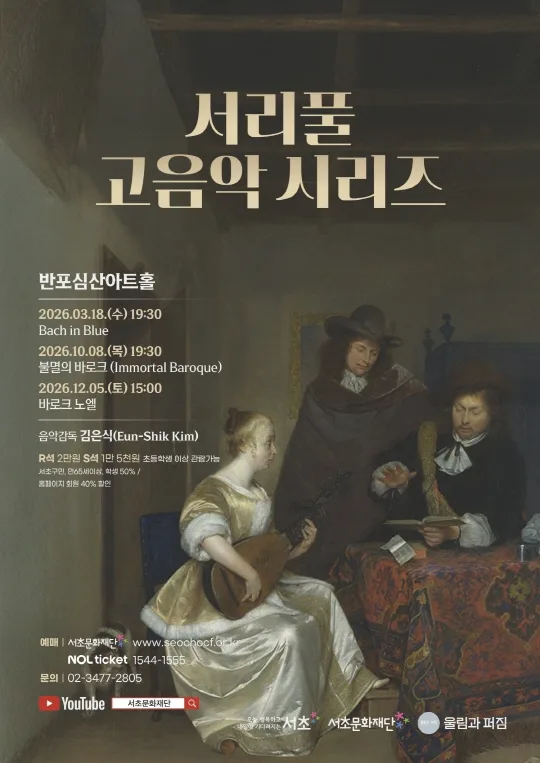 서리풀
고음악 시리즈
반포심산아트홀
2026.03.18.(수) 19:30
Bach in Blue
2026.10.08.(목) 19:30
불멸의 바로크 (Immortal Baroque)
2026.12.05.(토) 15:00
바로크 노엘
음악감독 김은식(Eun-Shik Kim)
R석 2만원 S석 1만 5천원 초등학생 이상 관람가능
서초구민, 만65세이상, 학생 50% /
홈페이지 회원 40% 할인
예매 | 서초문화재단 www.seochocf.or.kr
NOL ticket 1544-1555
문의 | 02-3477-2805
YouTube 서초문화재단
서초 서초문화재단 울림과 퍼짐